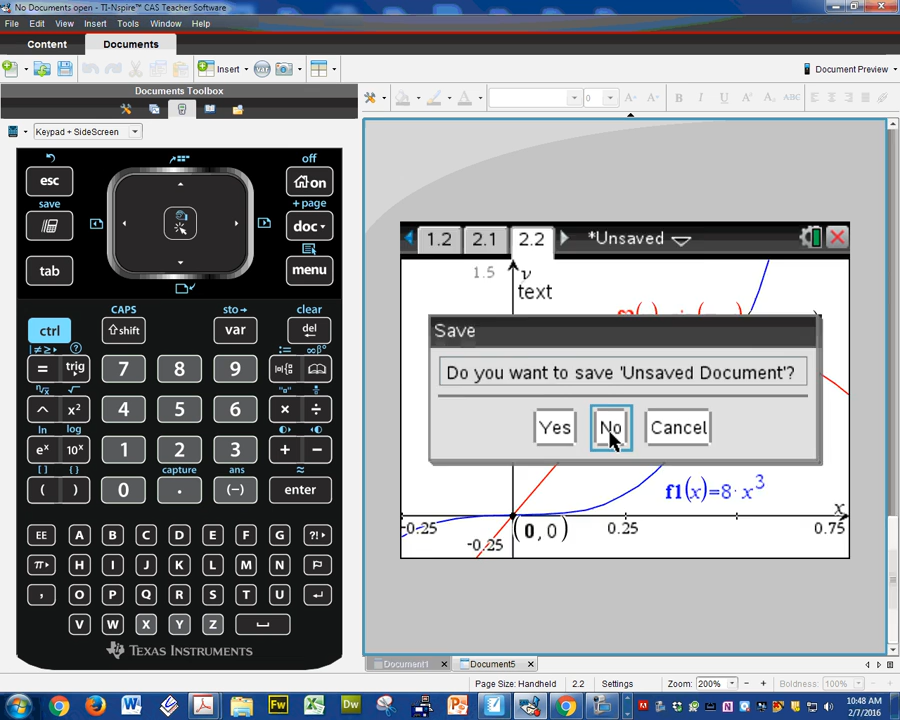 No Documents open - TI-Nspire™ CAS Teacher Software
File Edit View Insert Tools Window Help
Content Documents
Insert var Document Preview
Documents Toolbox
Keypad + SideScreen
0 A+ A- B I U ABC
esc off on
save + page doc
tab menu
CAPS sto→ clear
ctrl shift var del
= trig 7 8 9
^ x² 4 5 6 × ÷
ln log
eˣ 10ˣ 1 2 3 + −
[ ] { } capture ans ≈
( ) 0 . (−) enter
EE A B C D E F G ?!
π H I J K L M N
, O P Q R S T U
V W X Y Z
TEXAS INSTRUMENTS
1.2 2.1 2.2 *Unsaved
1.5 y
text
Save
Do you want to save 'Unsaved Document'?
Yes No Cancel
f1(x)=8·x³
x
-0.25 (0,0) 0.25 0.75
-0.25
Document1 Document5
Page Size: Handheld 2.2 Settings Zoom: 200% Boldness: 100%
10:48 AM
2/7/2016